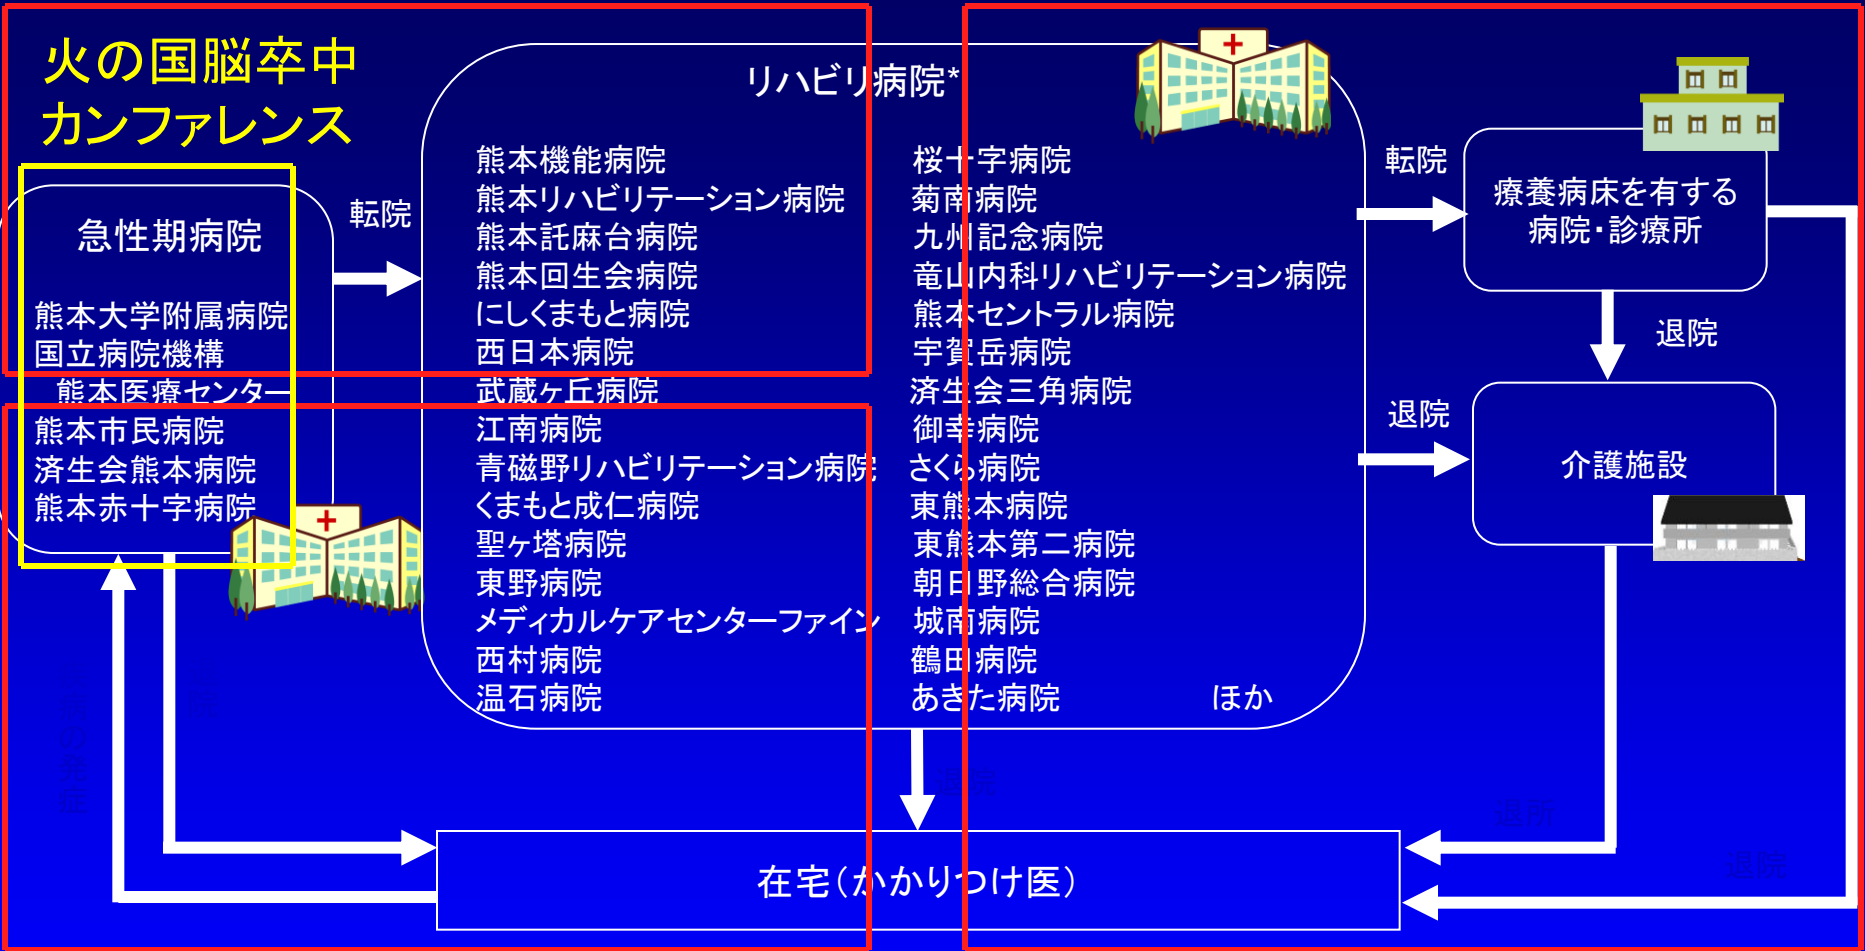 火の国脳卒中
カンファレンス
急性期病院
熊本大学附属病院
国立病院機構
熊本医療センター
熊本市民病院
済生会熊本病院
熊本赤十字病院
転院
リハビリ病院*
熊本機能病院
熊本リハビリテーション病院
熊本託麻台病院
熊本回生会病院
にしくまもと病院
西日本病院
武蔵ヶ丘病院
江南病院
青磁野リハビリテーション病院
くまもと成仁病院
聖ヶ塔病院
東野病院
メディカルケアセンターファイン
西村病院
温石病院
桜十字病院
菊南病院
九州記念病院
竜山内科リハビリテーション病院
熊本セントラル病院
宇賀岳病院
済生会三角病院
御幸病院
さくら病院
東熊本病院
東熊本第二病院
朝日野総合病院
城南病院
鶴田病院
あきた病院 ほか
転院
療養病床を有する
病院・診療所
退院
退院
介護施設
退院
退所
退院
在宅（かかりつけ医）